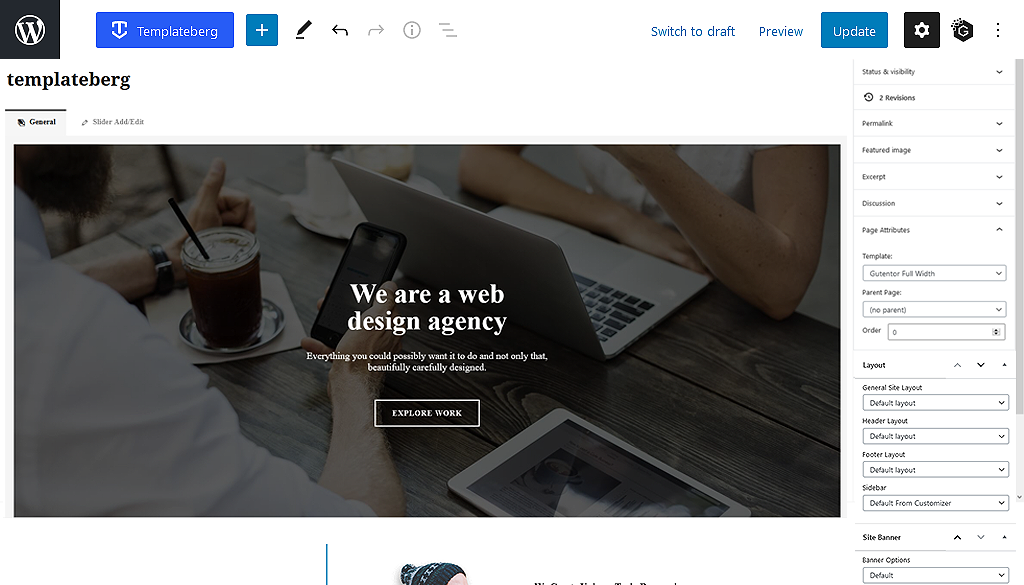 Templateberg
Switch to draft
Preview
Update
templateberg
General
Slider Add/Edit
We are a web
design agency
Everything you could possibly want it to do and not only that,
beautifully carefully designed.
EXPLORE WORK
Status & visibility
2 Revisions
Permalink
Featured image
Excerpt
Discussion
Page Attributes
Template:
Gutentor Full Width
Parent Page:
(no parent)
Order
0
Layout
General Site Layout
Default layout
Header Layout
Default layout
Footer Layout
Default layout
Sidebar
Default From Customizer
Site Banner
Banner Options
Default